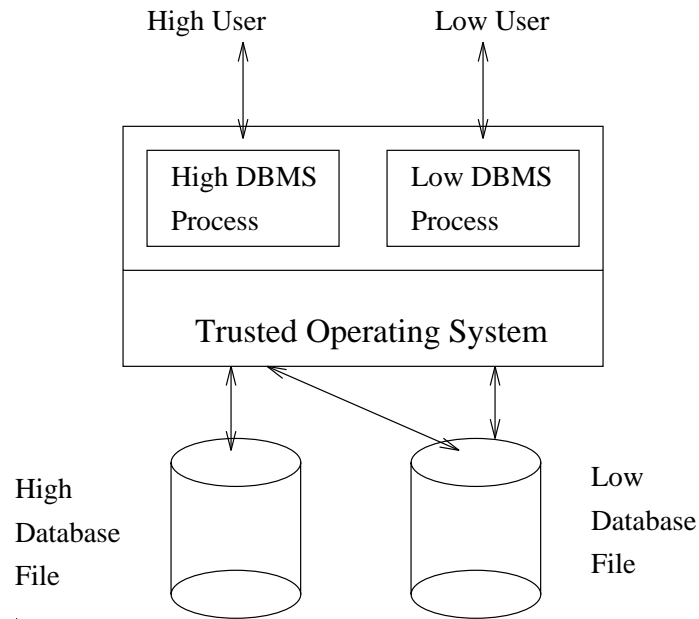 High User
Low User
High DBMS
Process
Low DBMS
Process
Trusted Operating System
High
Database
File
Low
Database
File